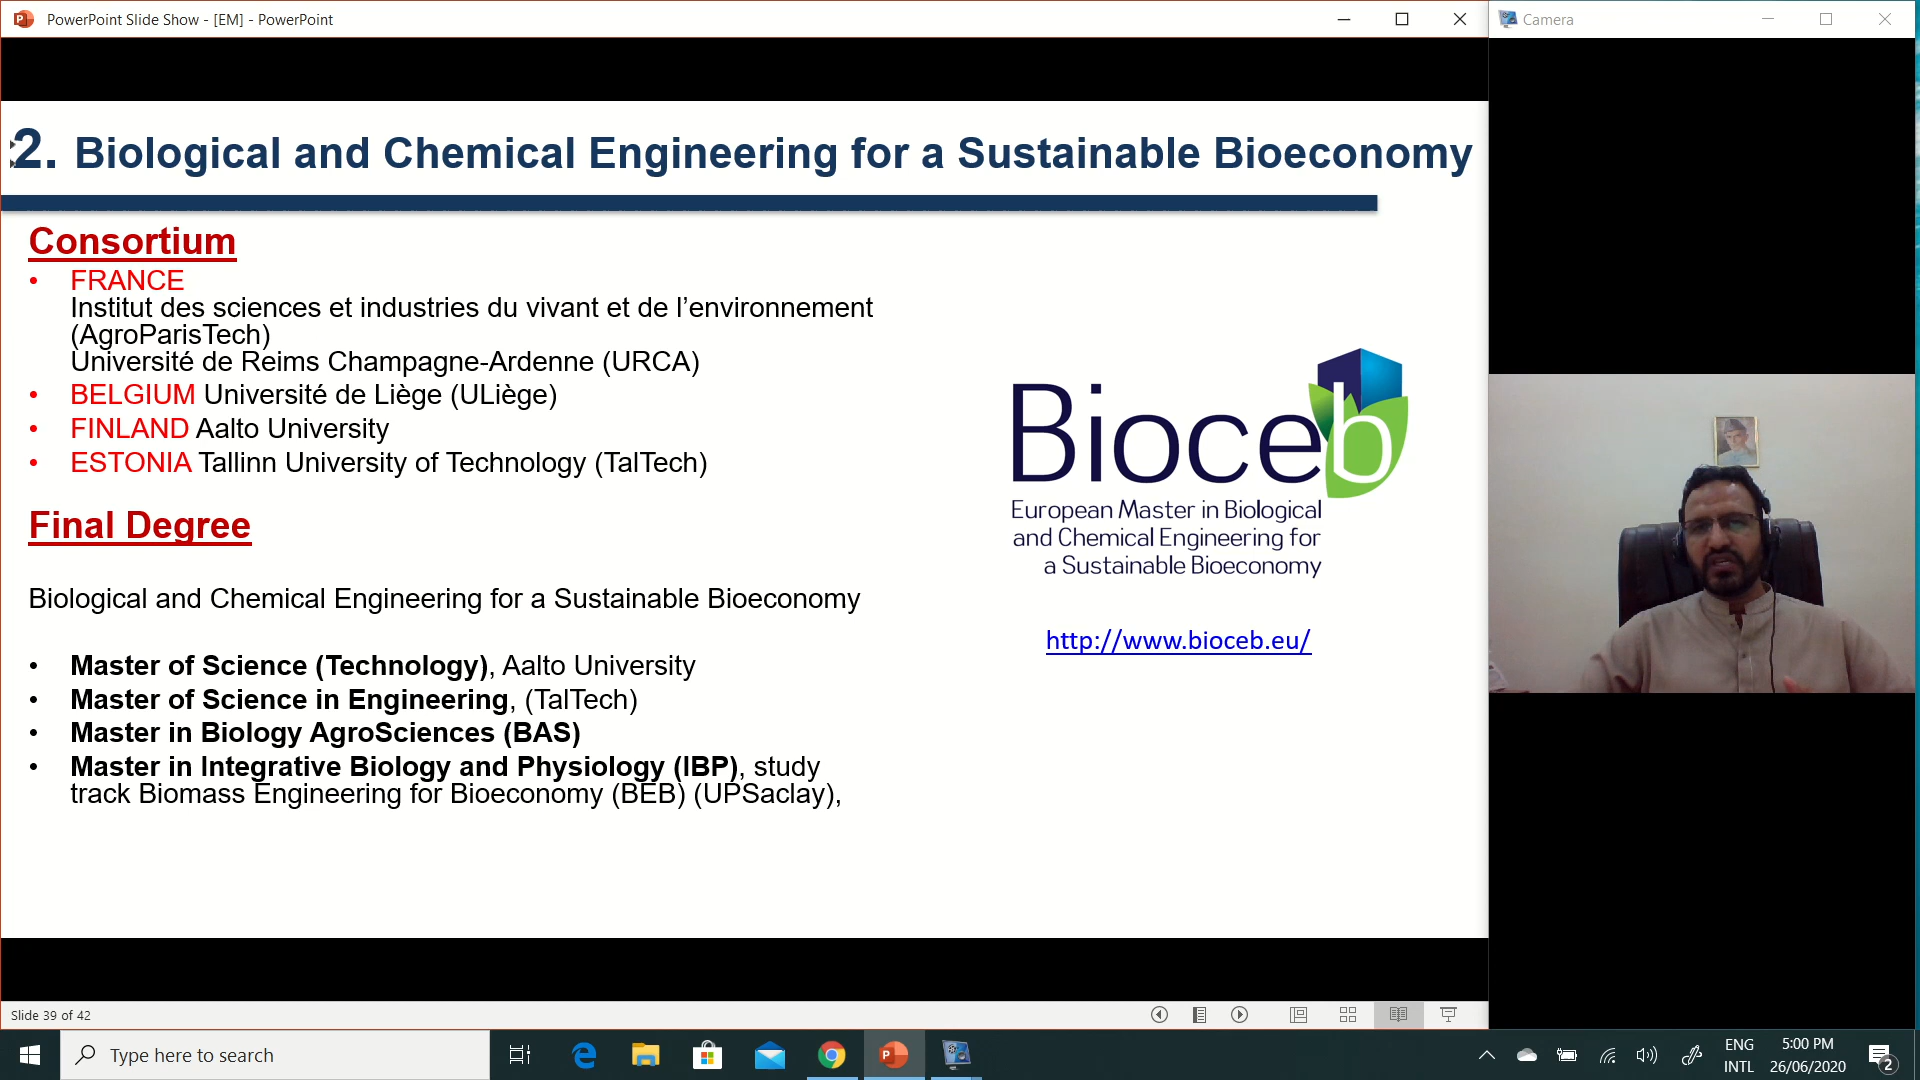 PowerPoint Slide Show - [EM] - PowerPoint
Camera
2. Biological and Chemical Engineering for a Sustainable Bioeconomy
Consortium
• FRANCE
Institut des sciences et industries du vivant et de l’environnement
(AgroParisTech)
Université de Reims Champagne-Ardenne (URCA)
• BELGIUM Université de Liège (ULiège)
• FINLAND Aalto University
• ESTONIA Tallinn University of Technology (TalTech)
Final Degree
Biological and Chemical Engineering for a Sustainable Bioeconomy
• Master of Science (Technology), Aalto University
• Master of Science in Engineering, (TalTech)
• Master in Biology AgroSciences (BAS)
• Master in Integrative Biology and Physiology (IBP), study
track Biomass Engineering for Bioeconomy (BEB) (UPSaclay),
Bioceb
European Master in Biological
and Chemical Engineering for
a Sustainable Bioeconomy
http://www.bioceb.eu/
Slide 39 of 42
Type here to search
ENG
INTL
5:00 PM
26/06/2020
2